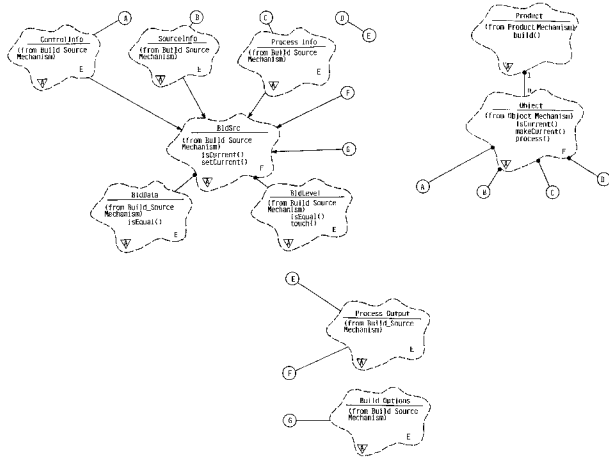 A
B
C
D
E
ControlInfo
(from Build Source
Mechanism)
E
A
SourceInfo
(from Build Source
Mechanism)
E
A
Process Info
(from Build Source
Mechanism)
E
A
F
BldSrc
(from Build Source
Mechanism)
isCurrent()
setCurrent()
F
A
G
BldData
(from Build_Source
Mechanism)
isEqual()
E
A
BldLevel
(from Build Source
Mechanism)
isEqual()
touch()
E
A
Product
(from Product Mechanism)
build()
A
1
n
Object
(from Object Mechanism)
isCurrent()
makeCurrent()
process()
F
A
A
B
C
D
E
Process Output
(from Build_Source
Mechanism)
E
A
F
Build Options
(from Build Source
Mechanism)
E
A
G